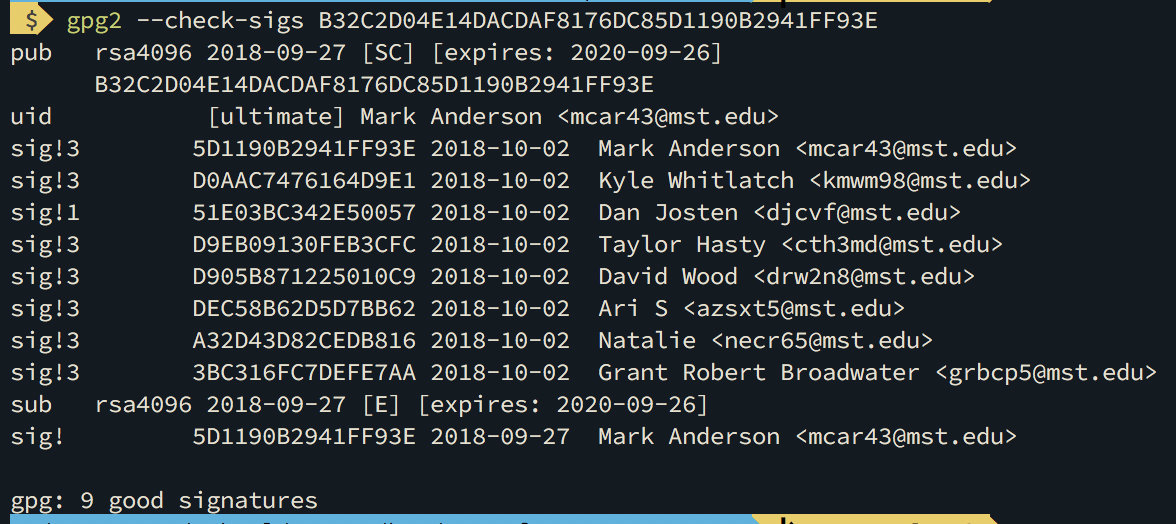 $ gpg2 --check-sigs B32C2D04E14DACDAF8176DC85D1190B2941FF93E
pub   rsa4096 2018-09-27 [SC] [expires: 2020-09-26]
      B32C2D04E14DACDAF8176DC85D1190B2941FF93E
uid           [ultimate] Mark Anderson <mcar43@mst.edu>
sig!3        5D1190B2941FF93E 2018-10-02  Mark Anderson <mcar43@mst.edu>
sig!3        D0AAC7476164D9E1 2018-10-02  Kyle Whitlatch <kmwm98@mst.edu>
sig!1        51E03BC342E50057 2018-10-02  Dan Josten <djcvf@mst.edu>
sig!3        D9EB09130FEB3CFC 2018-10-02  Taylor Hasty <cth3md@mst.edu>
sig!3        D905B871225010C9 2018-10-02  David Wood <drw2n8@mst.edu>
sig!3        DEC58B62D5D7BB62 2018-10-02  Ari S <azsxt5@mst.edu>
sig!3        A32D43D82CEDB816 2018-10-02  Natalie <necr65@mst.edu>
sig!3        3BC316FC7DEFE7AA 2018-10-02  Grant Robert Broadwater <grbcp5@mst.edu>
sub   rsa4096 2018-09-27 [E] [expires: 2020-09-26]
sig!         5D1190B2941FF93E 2018-09-27  Mark Anderson <mcar43@mst.edu>
gpg: 9 good signatures